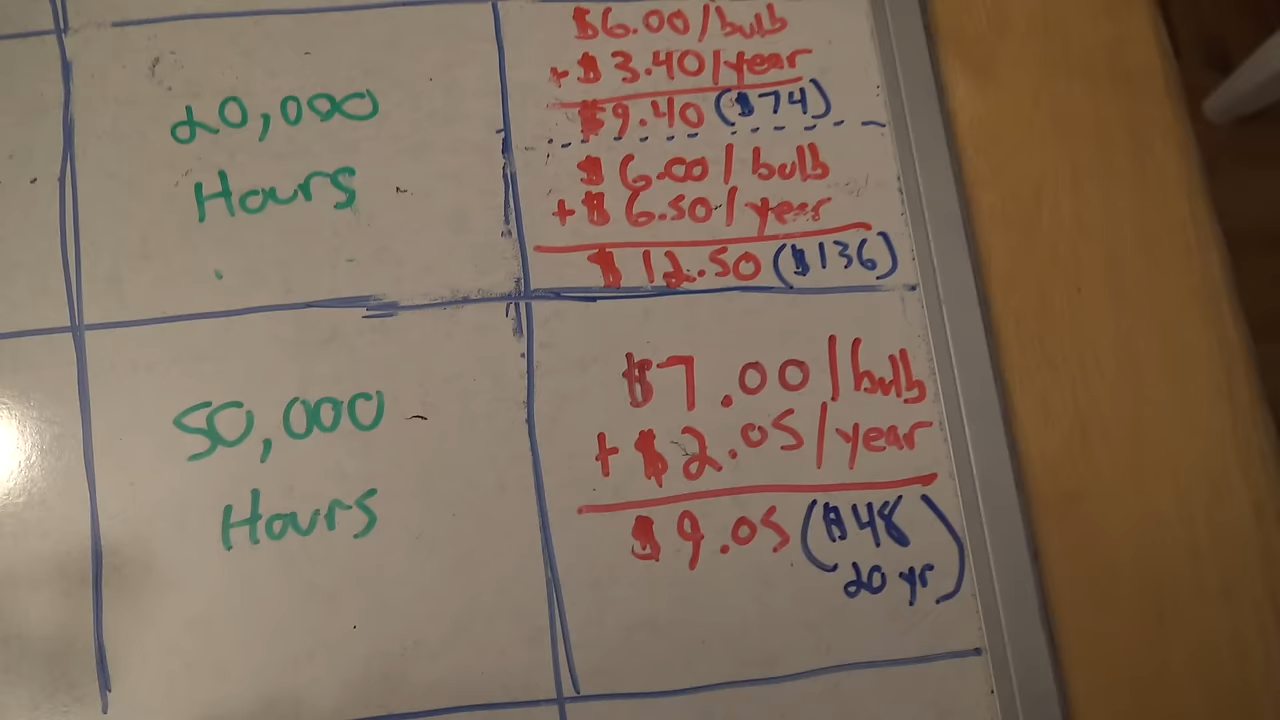 20,000
Hours
$6.00/bulb
+ $3.40/year
$9.40 ($74)
$6.00/bulb
+ $6.50/year
$12.50 ($136)
50,000
Hours
$7.00/bulb
+ $2.05/year
$9.05 ($48
20 yr)